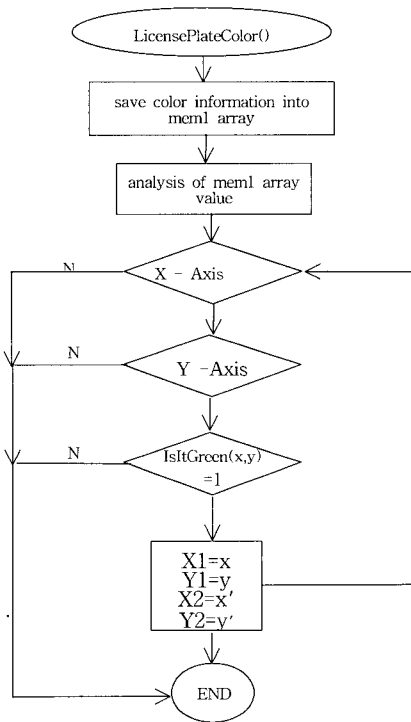 LicensePlateColor()
save color information into
mem1 array
analysis of mem1 array
value
N
X - Axis
N
Y -Axis
N
IsItGreen(x,y)
=1
X1=x
Y1=y
X2=x'
Y2=y'
END